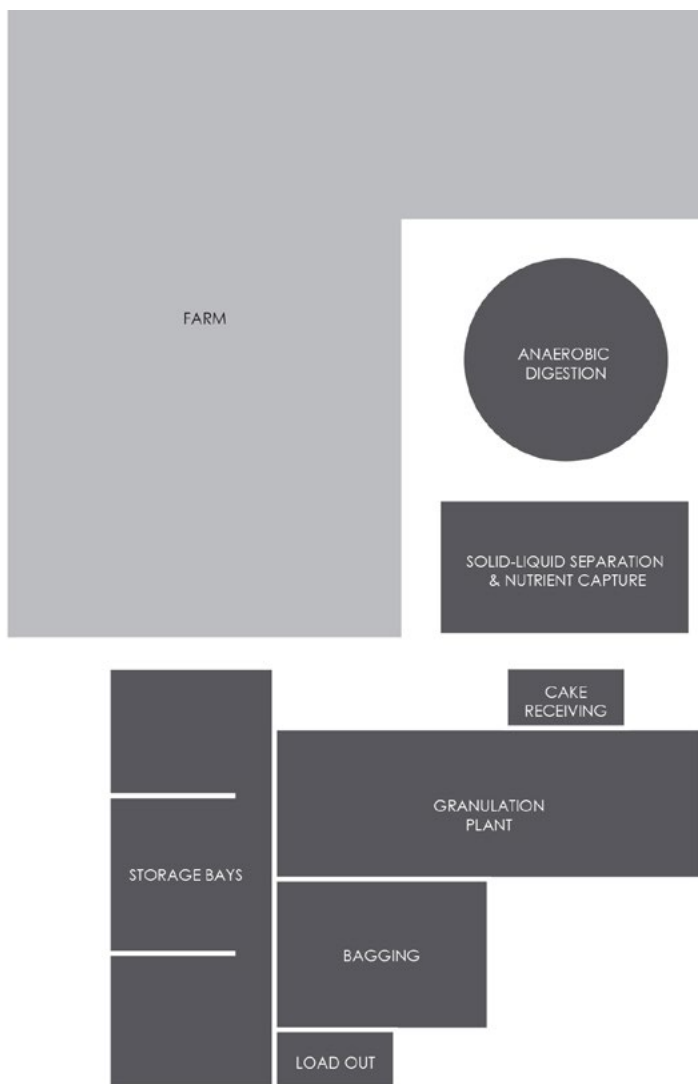 FARM
ANAEROBIC
DIGESTION
SOLID-LIQUID SEPARATION
& NUTRIENT CAPTURE
CAKE
RECEIVING
GRANULATION
PLANT
STORAGE BAYS
BAGGING
LOAD OUT